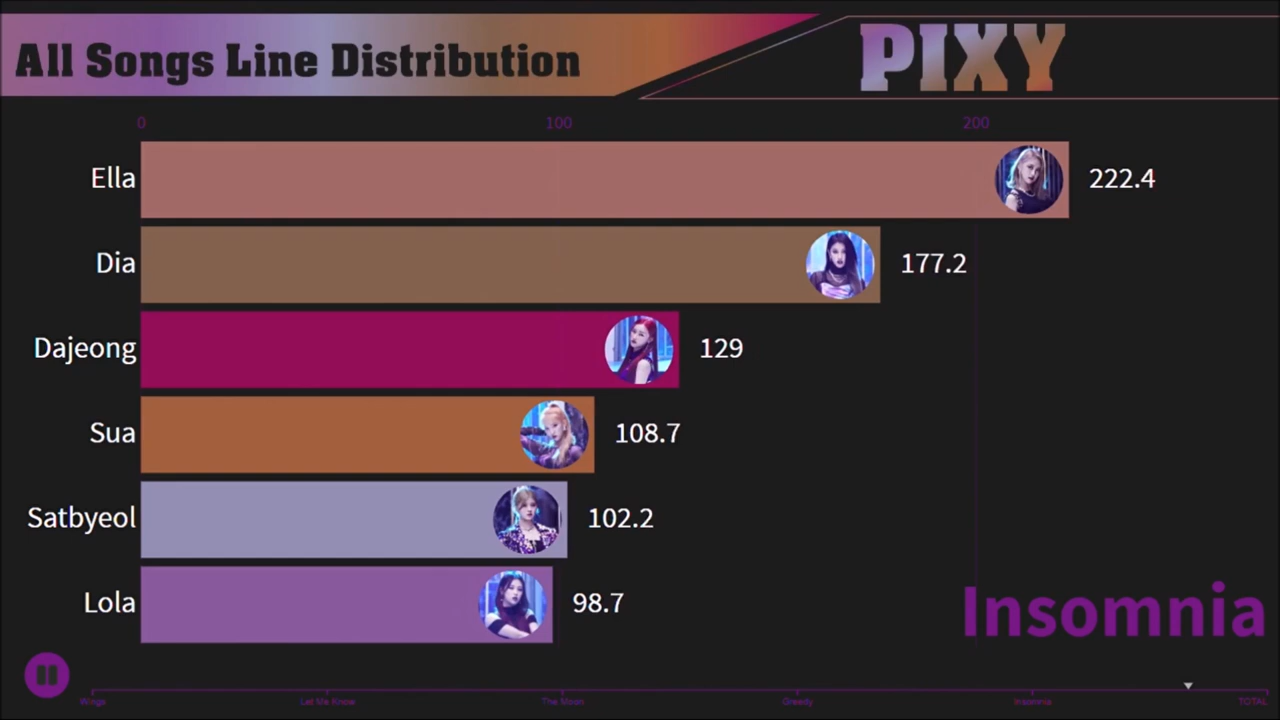 All Songs Line Distribution
PIXY
0 100 200
Ella 222.4
Dia 177.2
Dajeong 129
Sua 108.7
Satbyeol 102.2
Lola 98.7
Insomnia
Wings Let Me Know The Moon Greedy Insomnia TOTAL